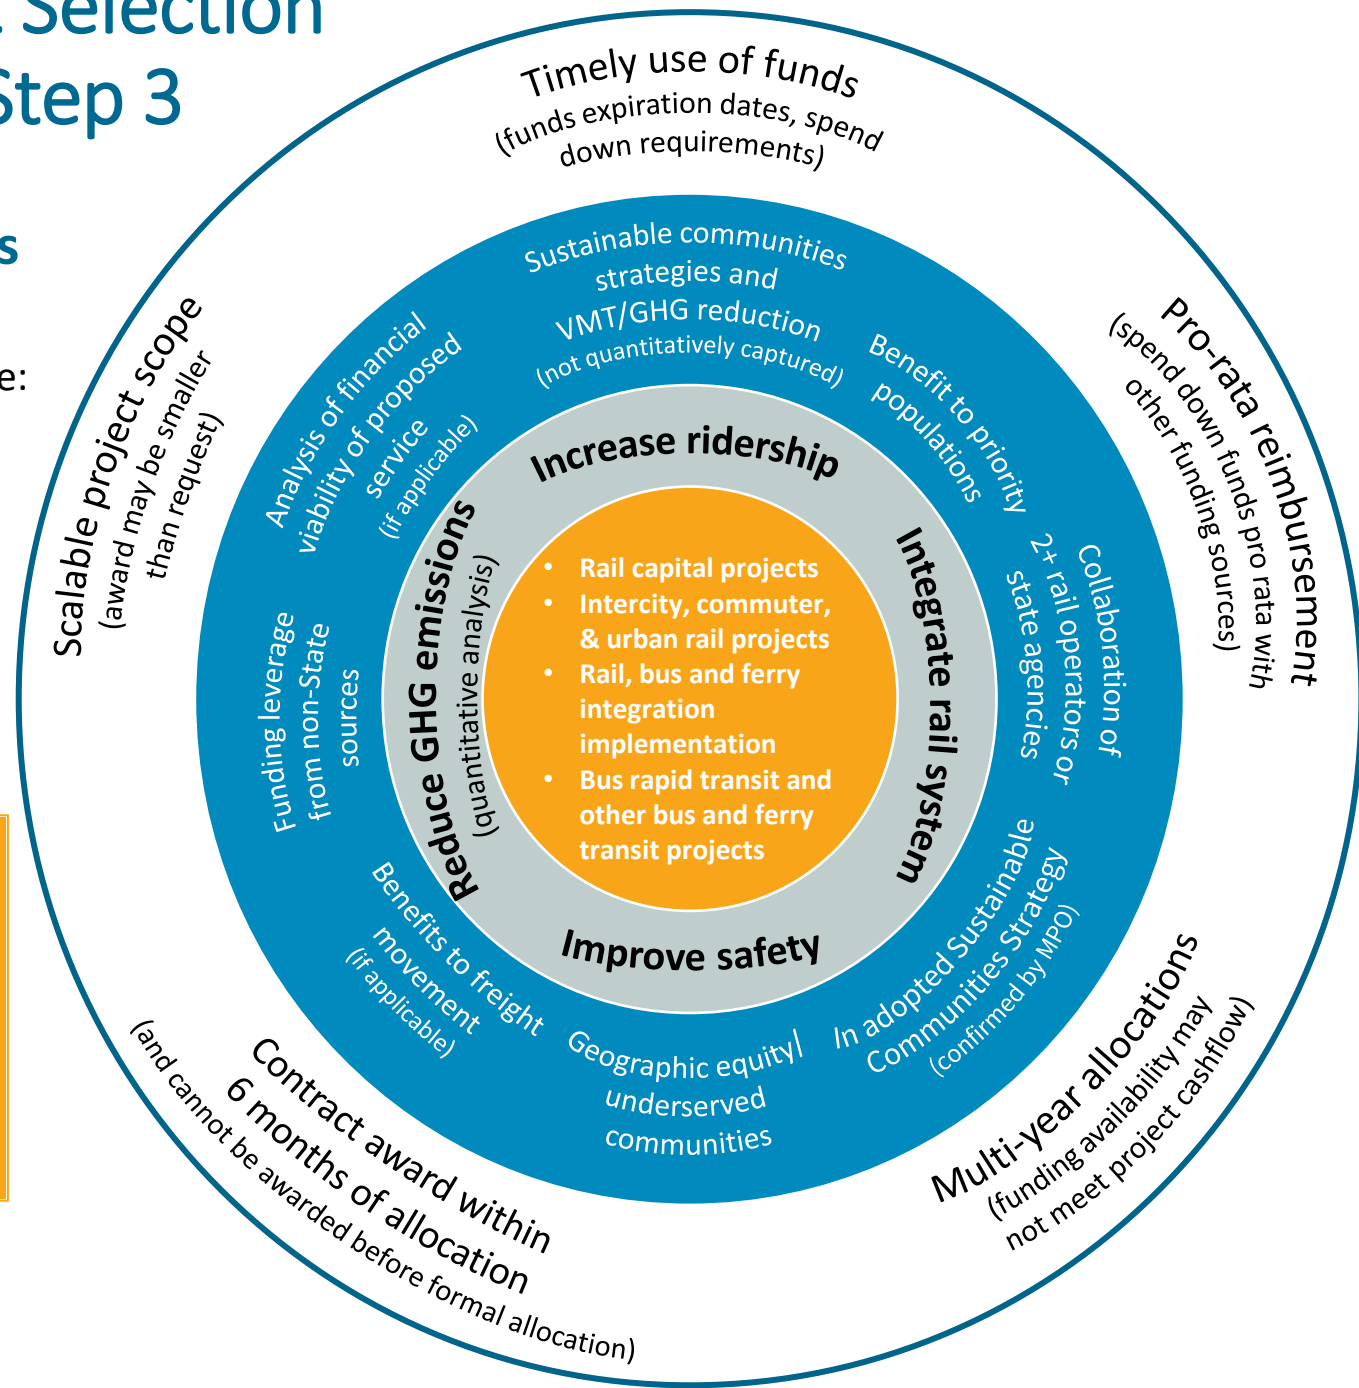 Selection
Step 3
s
e:
Timely use of funds
(funds expiration dates, spend
down requirements)
Pro-rata reimbursement
(spend down funds pro rata with
other funding sources)
Multi-year allocations
(funding availability may
not meet project cashflow)
Contract award within
6 months of allocation
(and cannot be awarded before formal allocation)
Scalable project scope
(award may be smaller
than request)
Sustainable communities
strategies and
VMT/GHG reduction
(not quantitatively captured)
Benefit to priority
populations
Collaboration of
2+ rail operators or
state agencies
In adopted Sustainable
Communities Strategy
(confirmed by MPO)
Geographic equity/
underserved
communities
Benefits to freight
movement
(if applicable)
Funding leverage
from non-State
sources
Analysis of financial
viability of proposed
service
(if applicable)
Increase ridership
Integrate rail system
Improve safety
Reduce GHG emissions
(quantitative analysis)
• Rail capital projects
• Intercity, commuter,
& urban rail projects
• Rail, bus and ferry
integration
implementation
• Bus rapid transit and
other bus and ferry
transit projects